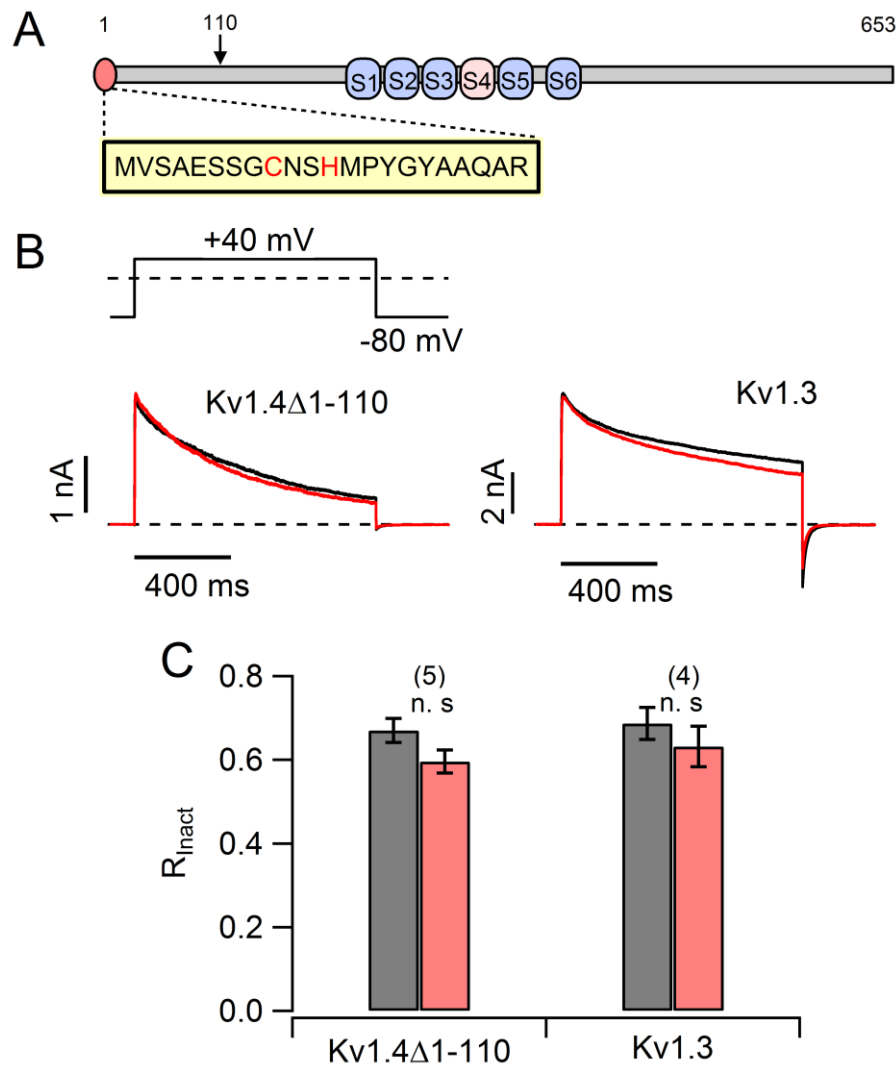 A
1 110 653
S1 S2 S3 S4 S5 S6
MVSAESSGCNSHMPYGYAAQAR
B
+40 mV
-80 mV
Kv1.4Δ1-110
Kv1.3
1 nA
2 nA
400 ms
400 ms
C
(5)
n. s
(4)
n. s
0.8
0.6
0.4
0.2
0.0
RInact
Kv1.4Δ1-110
Kv1.3